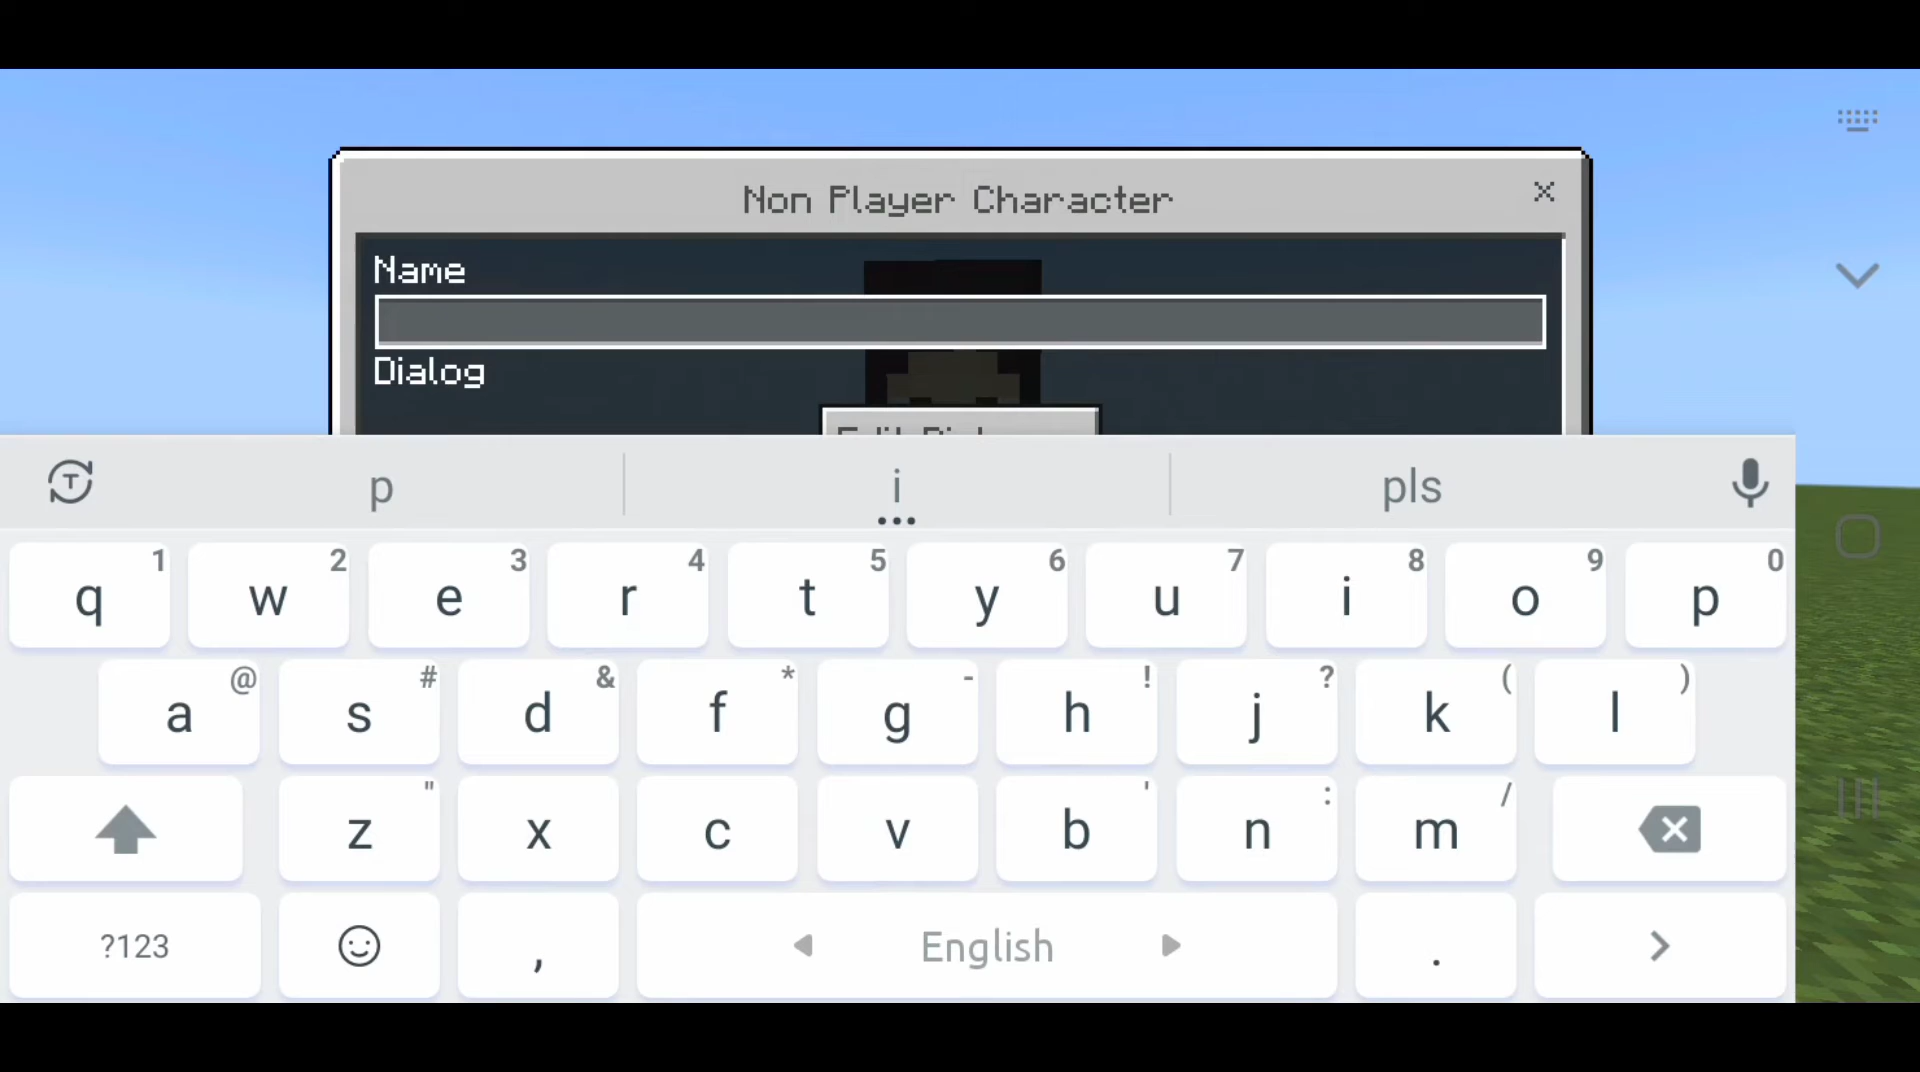 Non Player Character
Name
Dialog
p i pls
q 1 w 2 e 3 r 4 t 5 y 6 u 7 i 8 o 9 p 0
a @ s # d & f * g - h ! j ? k ( l )
z " x c v b ' n : m /
?123 , English .